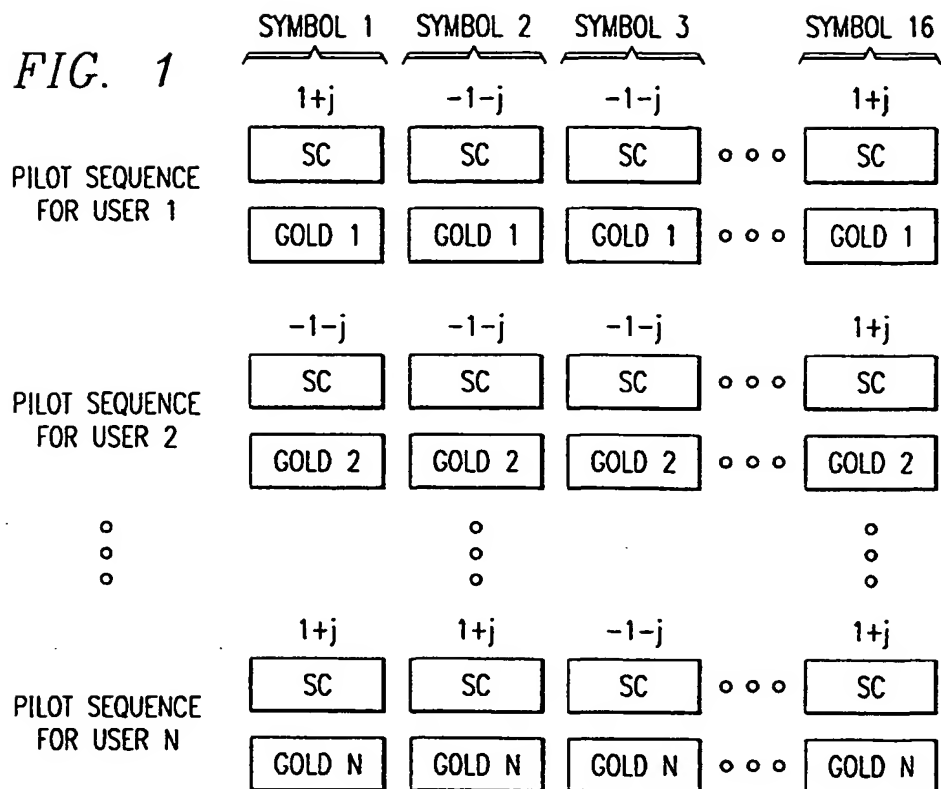 SYMBOL 1 SYMBOL 2 SYMBOL 3 SYMBOL 16
FIG. 1
1+j -1-j -1-j 1+j
SC SC SC SC
PILOT SEQUENCE
FOR USER 1
GOLD 1 GOLD 1 GOLD 1 GOLD 1
-1-j -1-j -1-j 1+j
SC SC SC SC
PILOT SEQUENCE
FOR USER 2
GOLD 2 GOLD 2 GOLD 2 GOLD 2
1+j 1+j -1-j 1+j
SC SC SC SC
PILOT SEQUENCE
FOR USER N
GOLD N GOLD N GOLD N GOLD N